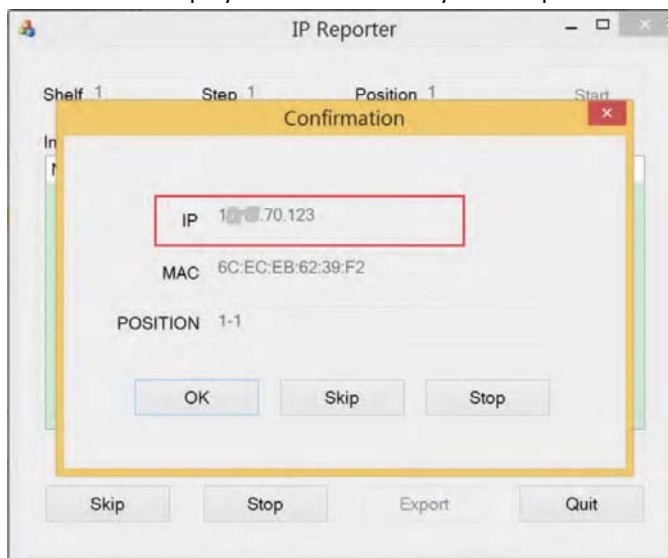 IP Reporter
Shelf 1 Step 1 Position 1 Start
Confirmation
IP 1 .70.123
MAC 6C:EC:EB:62:39:F2
POSITION 1-1
OK Skip Stop
Skip Stop Export Quit